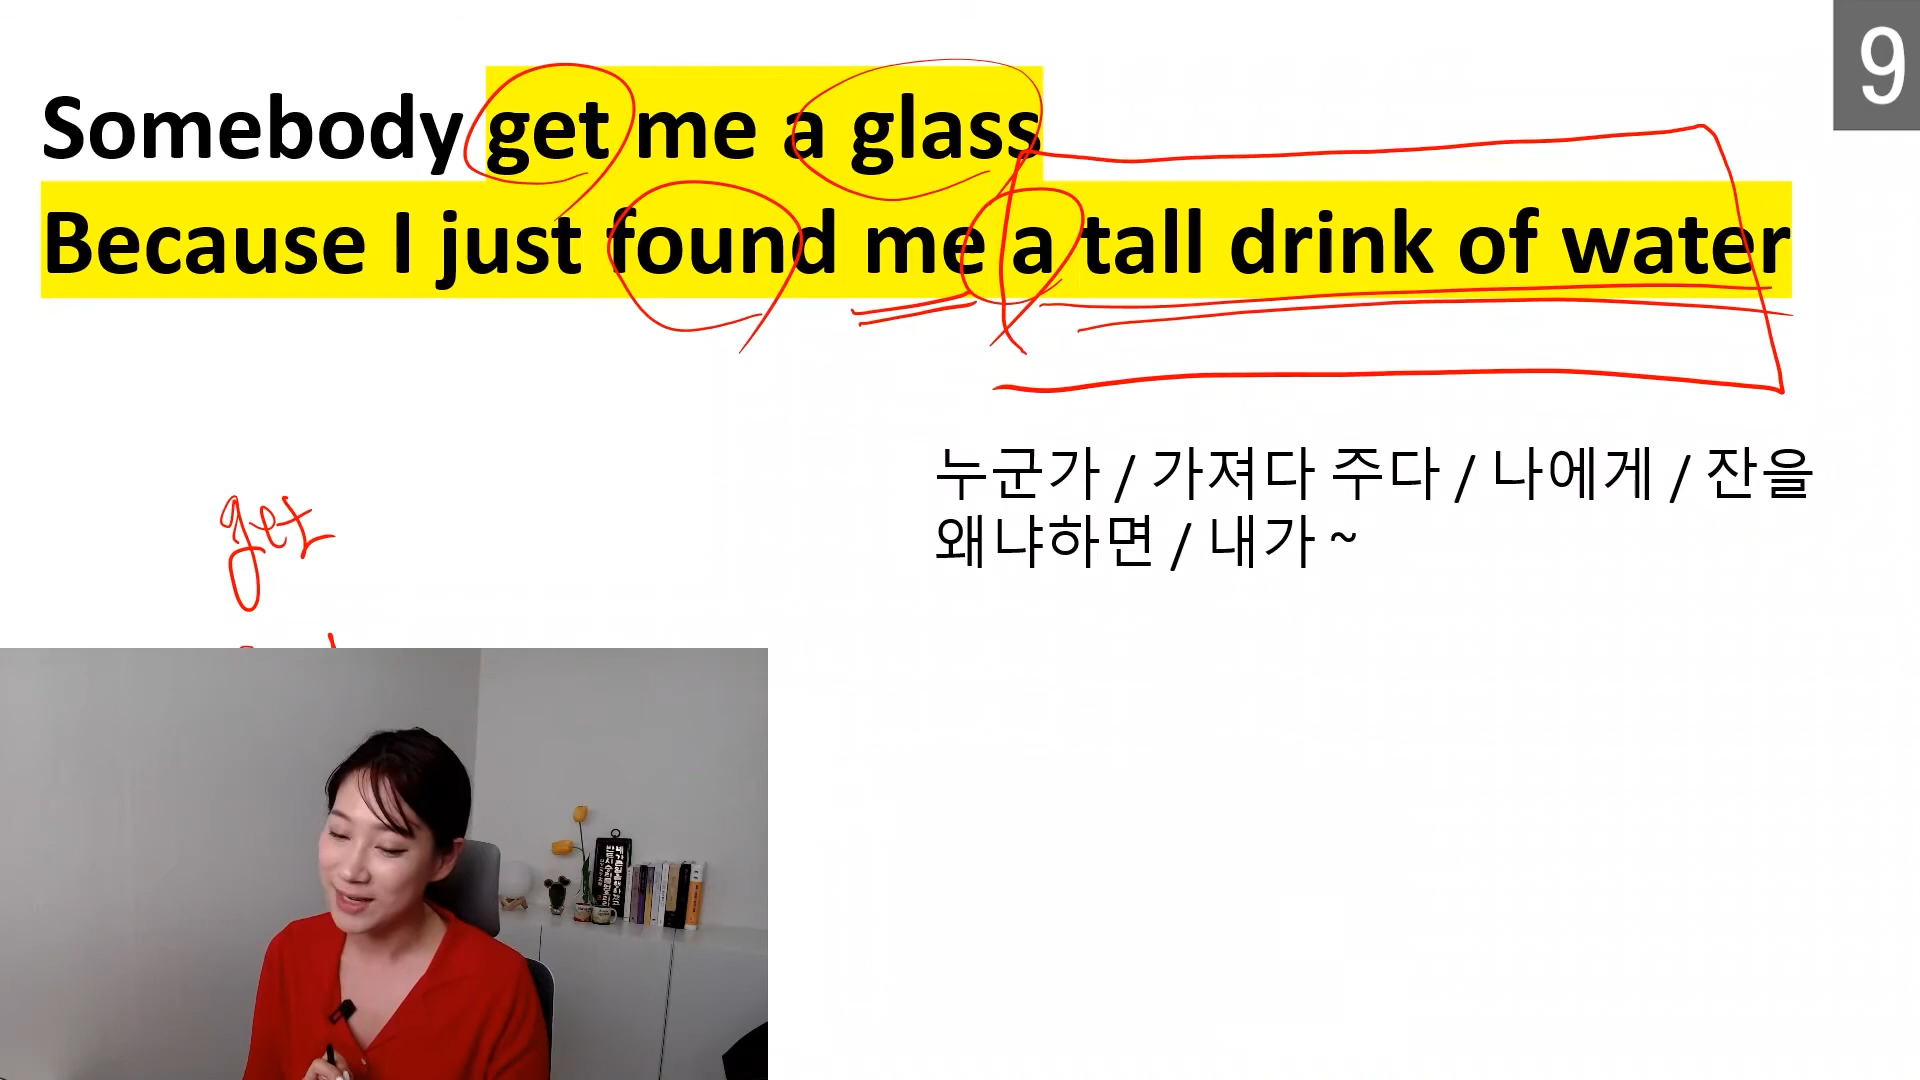 Somebody get me a glass
9
Because I just found me a tall drink of water
누군가 / 가져다 주다 / 나에게 / 잔을
왜냐하면 / 내가 ~
get